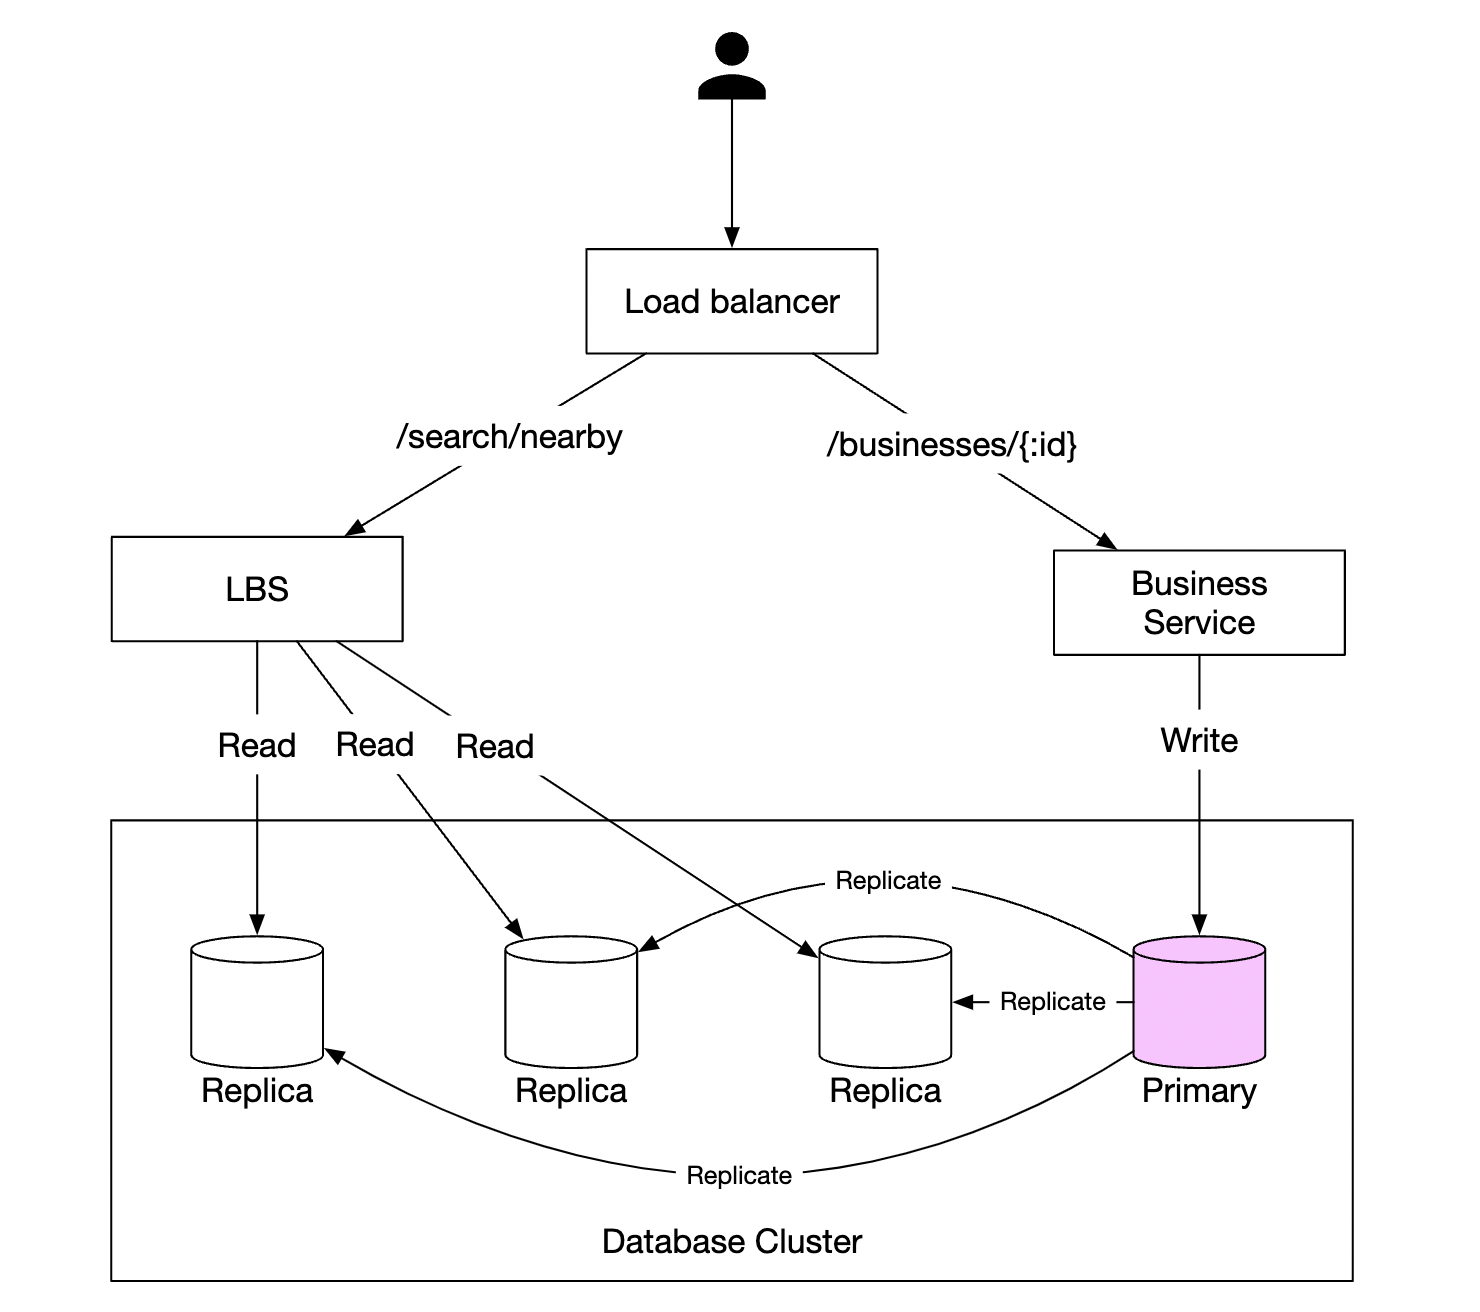 Load balancer
/search/nearby
/businesses/{:id}
LBS
Business
Service
Read
Read
Read
Write
Replicate
Replicate
Replica
Replica
Replica
Primary
Replicate
Database Cluster